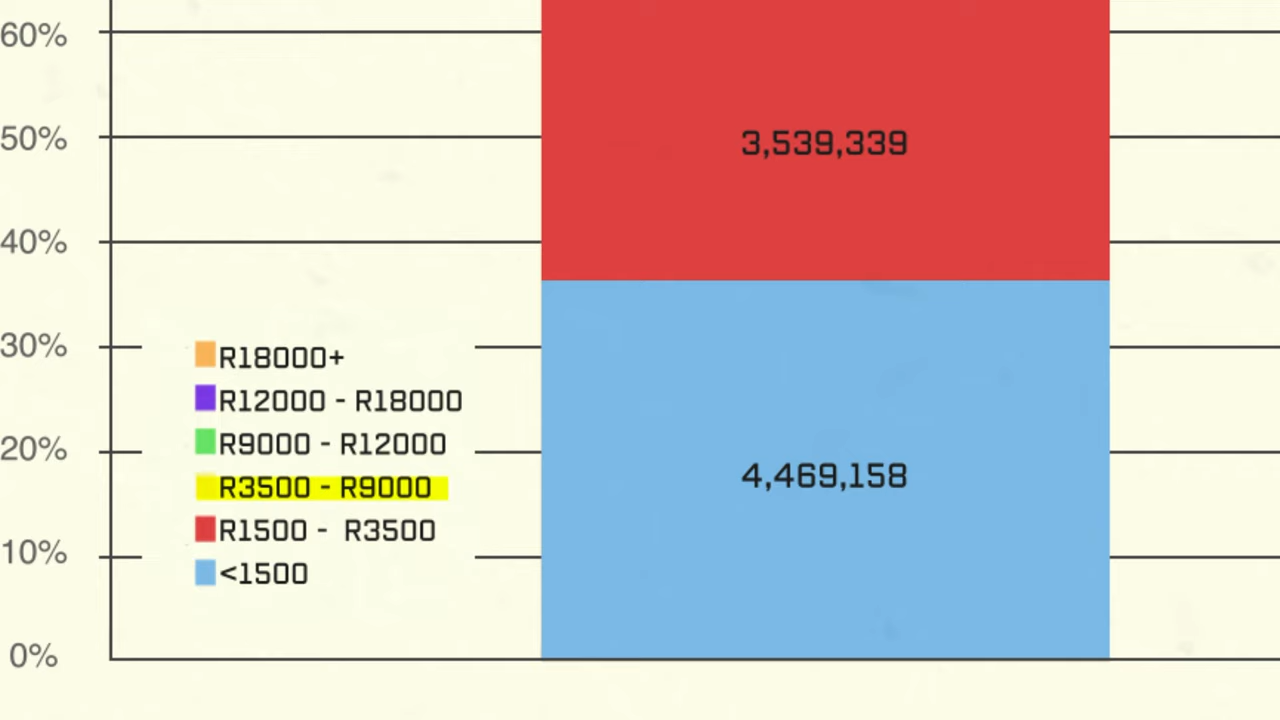 60%
50%
3,539,339
40%
30%
R18000+
R12000 - R18000
R9000 - R12000
20%
4,469,158
R3500 - R9000
R1500 - R3500
10%
<1500
0%